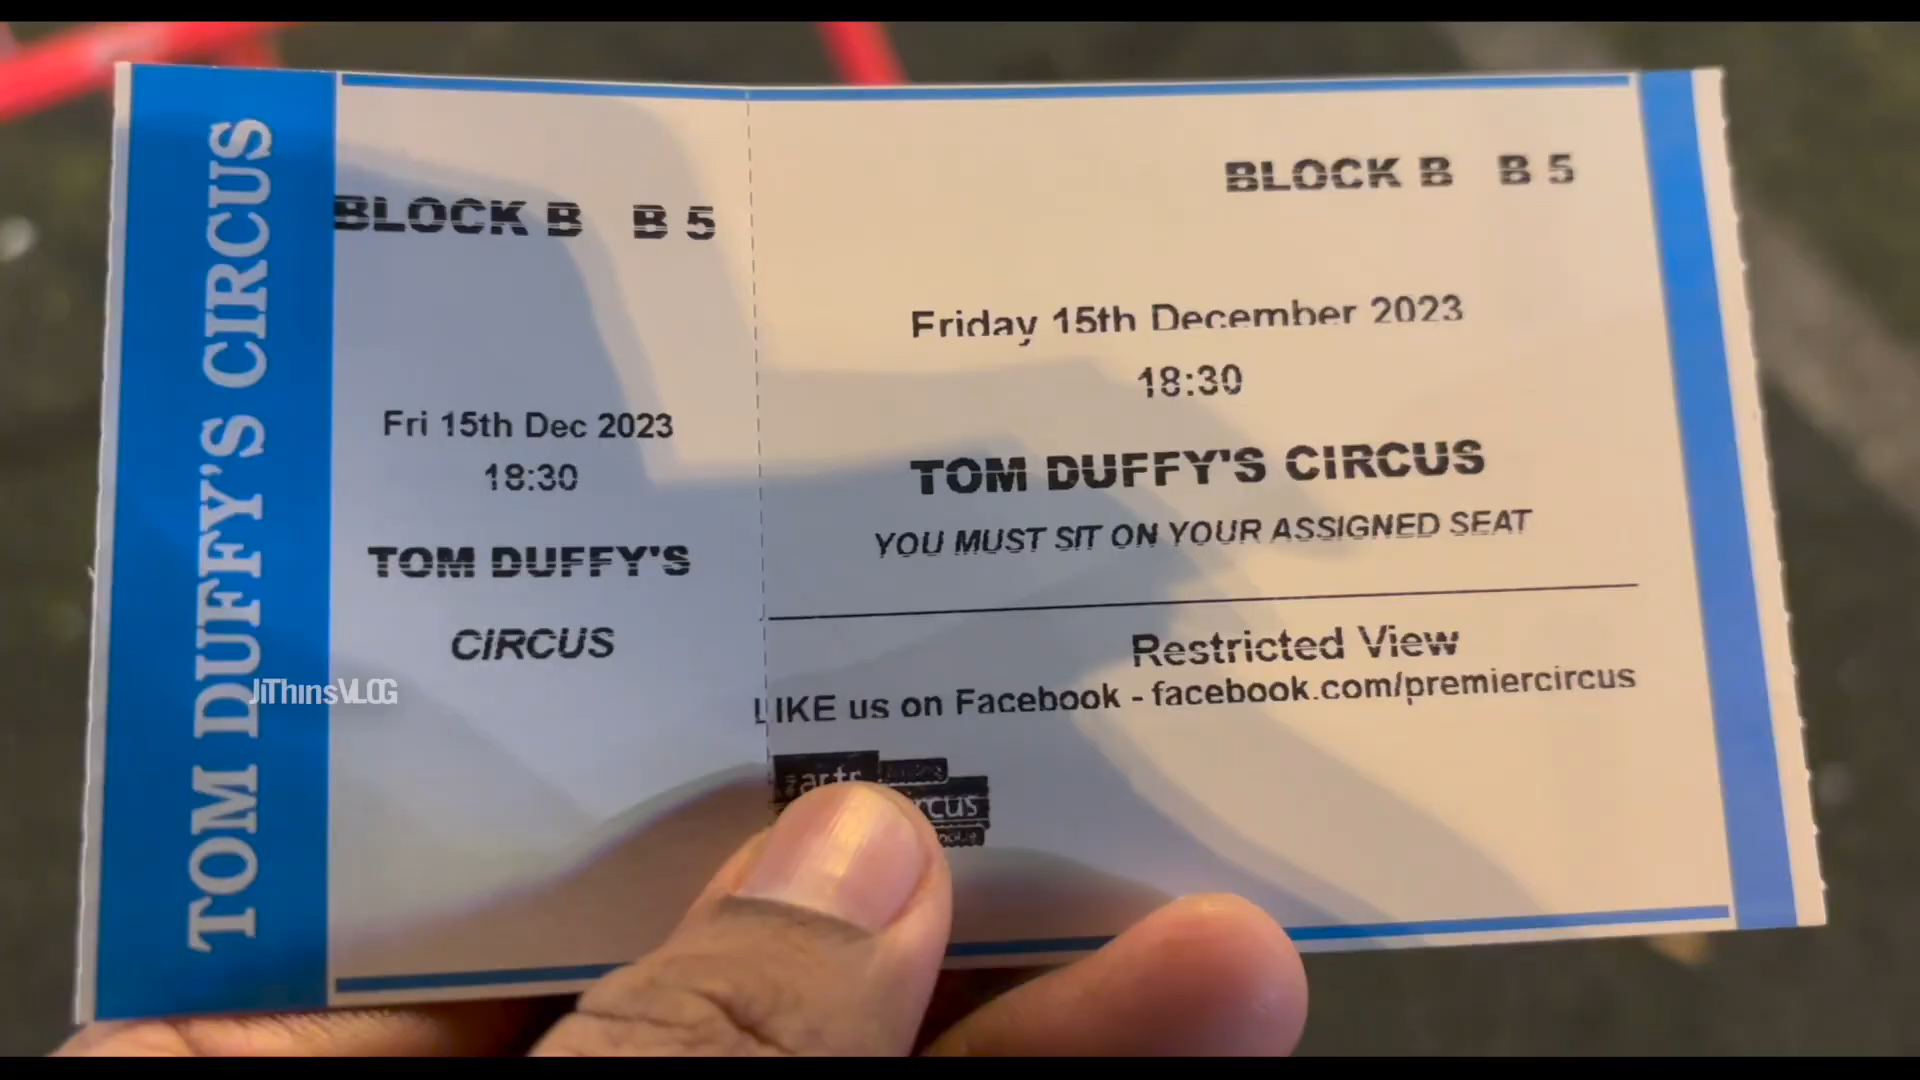 TOM DUFFY'S CIRCUS
BLOCK B B 5
Fri 15th Dec 2023
18:30
TOM DUFFY'S
CIRCUS
BLOCK B B 5
Friday 15th December 2023
18:30
TOM DUFFY'S CIRCUS
YOU MUST SIT ON YOUR ASSIGNED SEAT
Restricted View
LIKE us on Facebook - facebook.com/premiercircus
JiThinsVLOG